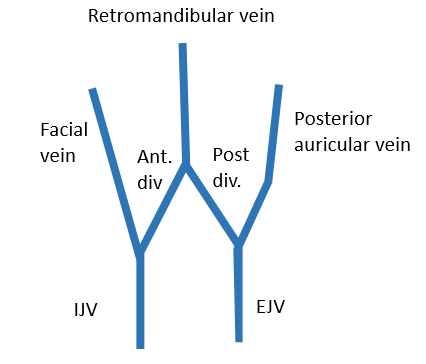 Retromandibular vein
Facial
vein
Ant.
div
Post
div.
Posterior
auricular vein
IJV
EJV